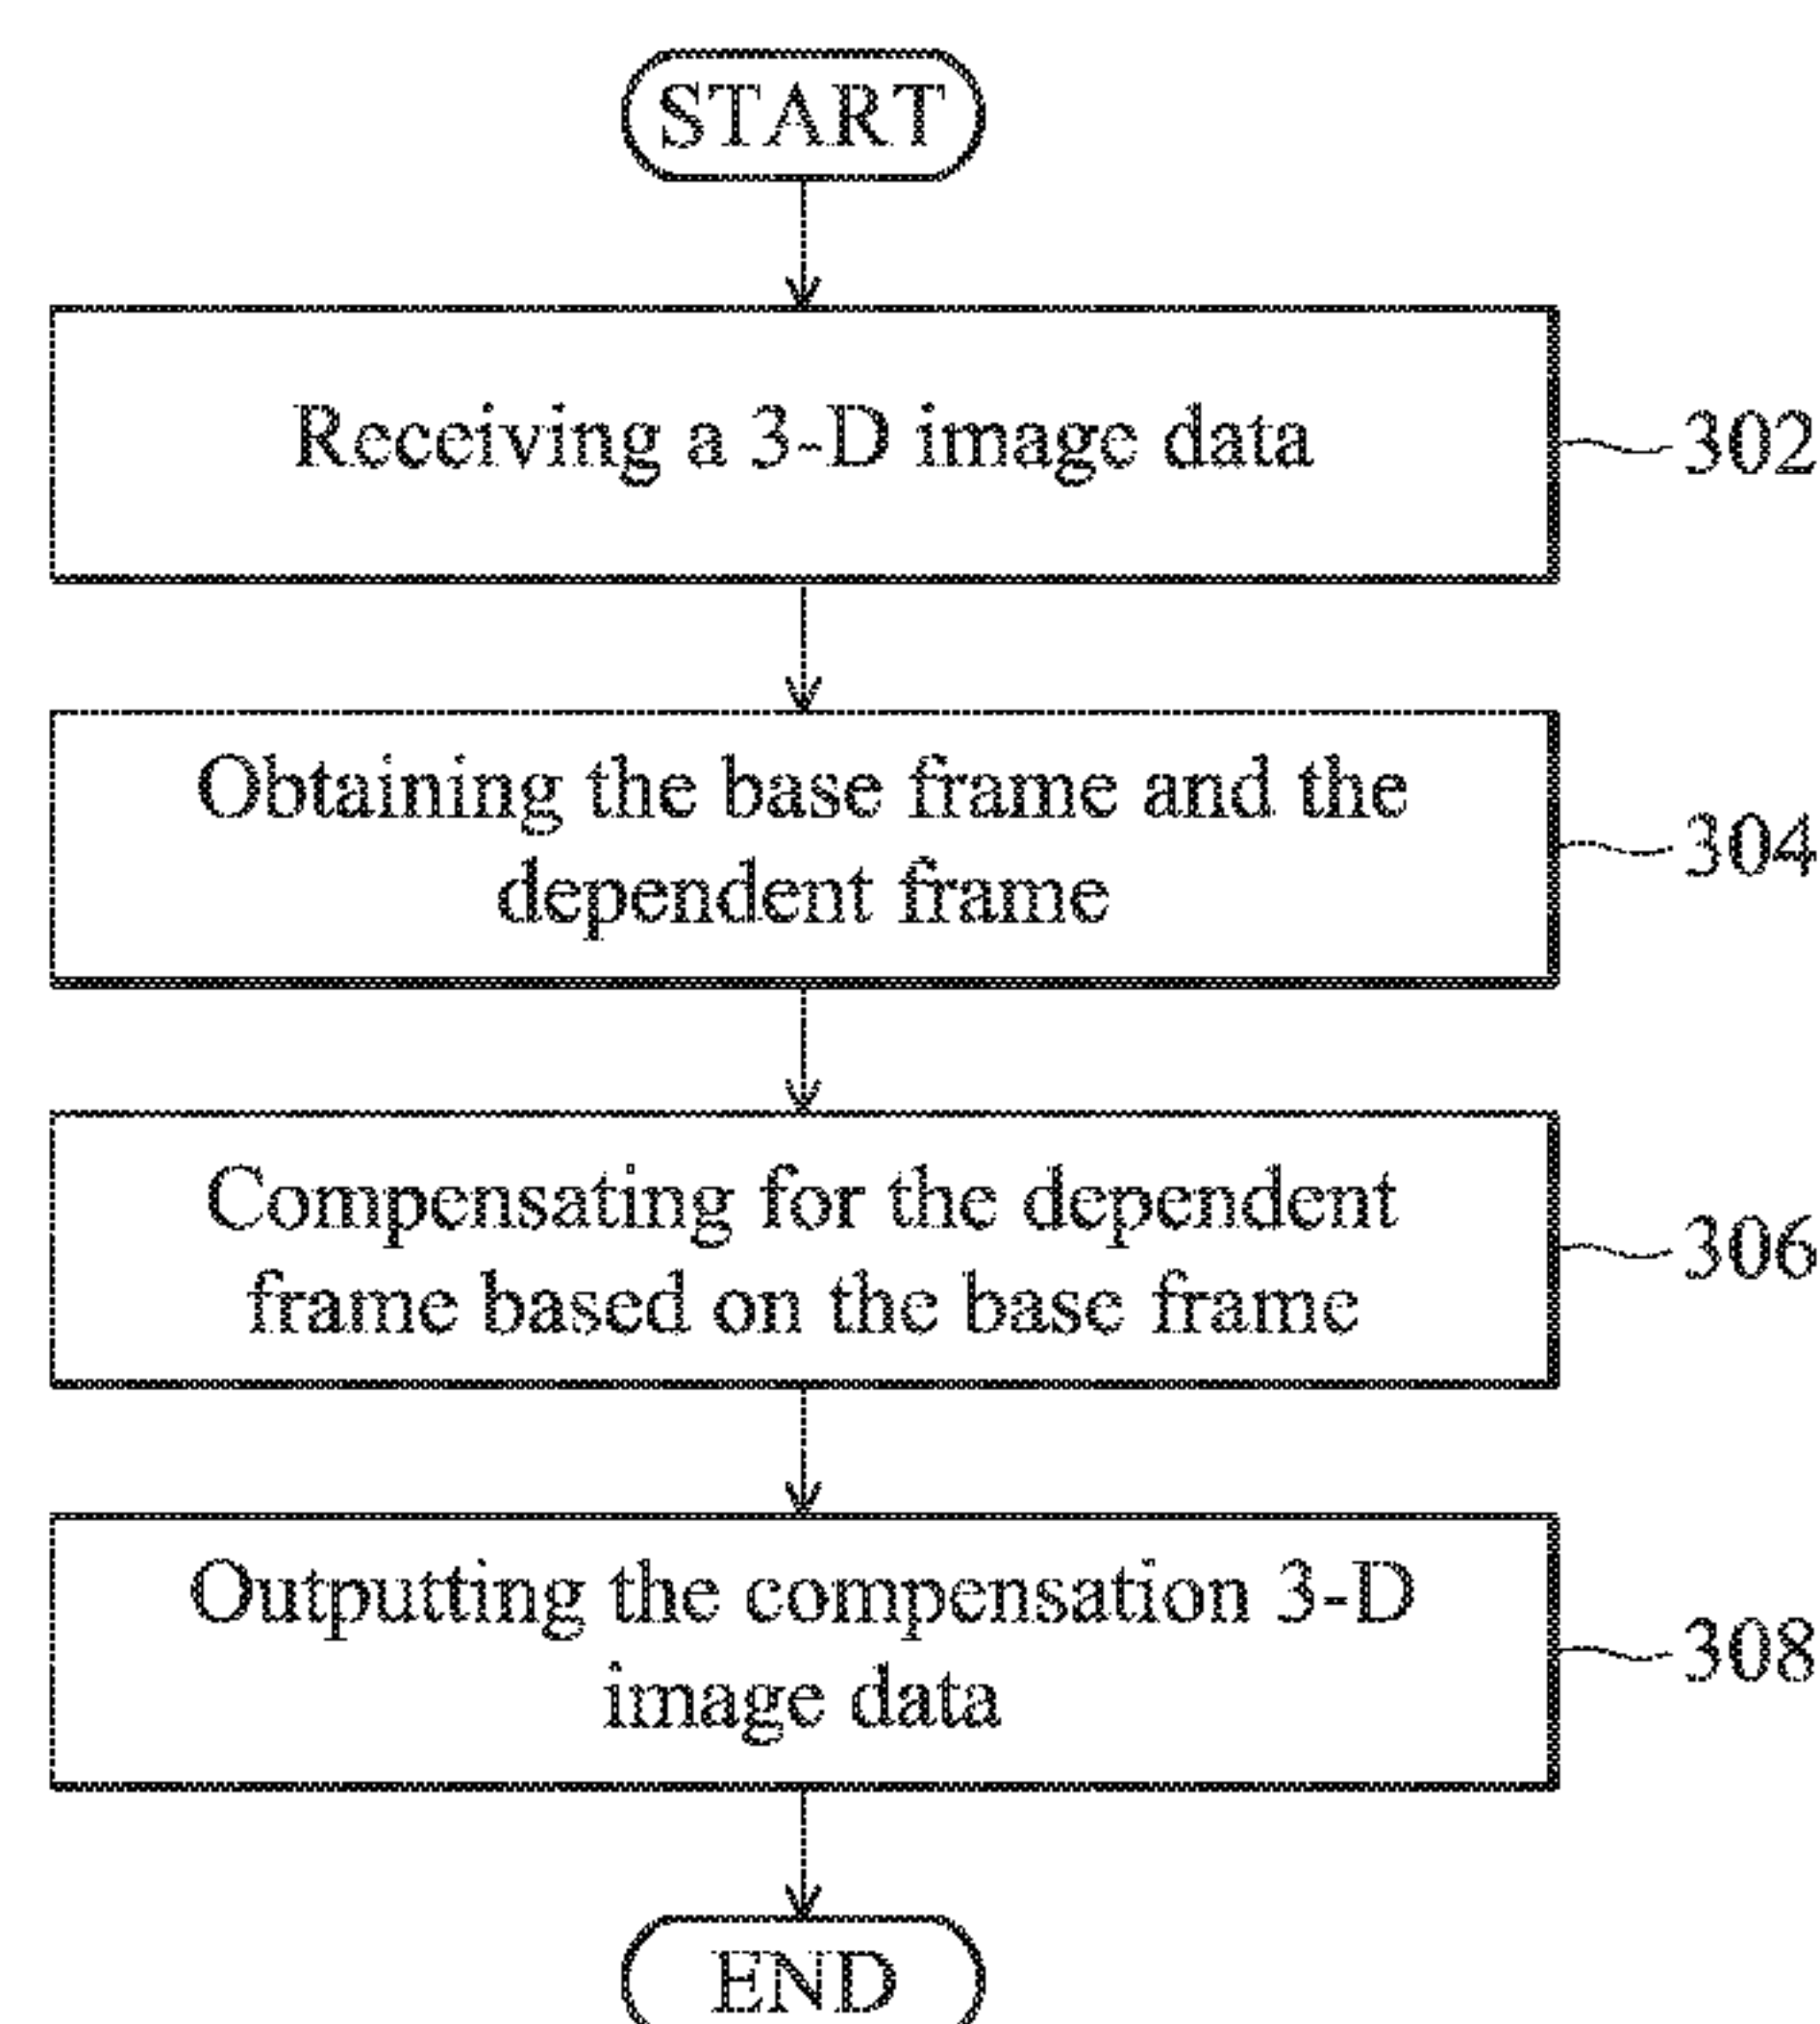 START
Receiving a 3-D image data
302
Obtaining the base frame and the
dependent frame
304
Compensating for the dependent
frame based on the base frame
306
Outputting the compensation 3-D
image data
308
END